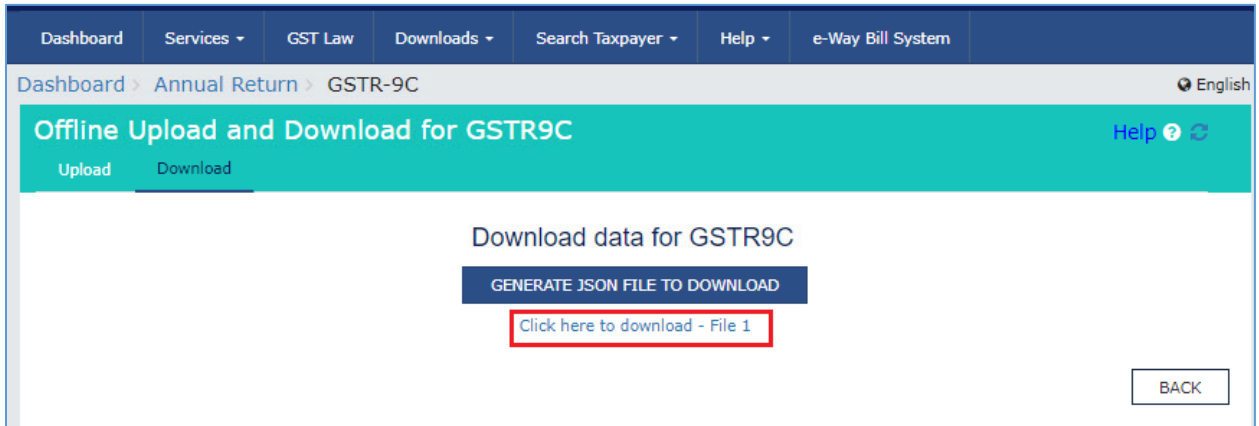 Dashboard Services GST Law Downloads Search Taxpayer Help e-Way Bill System
Dashboard > Annual Return > GSTR-9C English
Offline Upload and Download for GSTR9C Help ?
Upload Download
Download data for GSTR9C
GENERATE JSON FILE TO DOWNLOAD
Click here to download - File 1
BACK